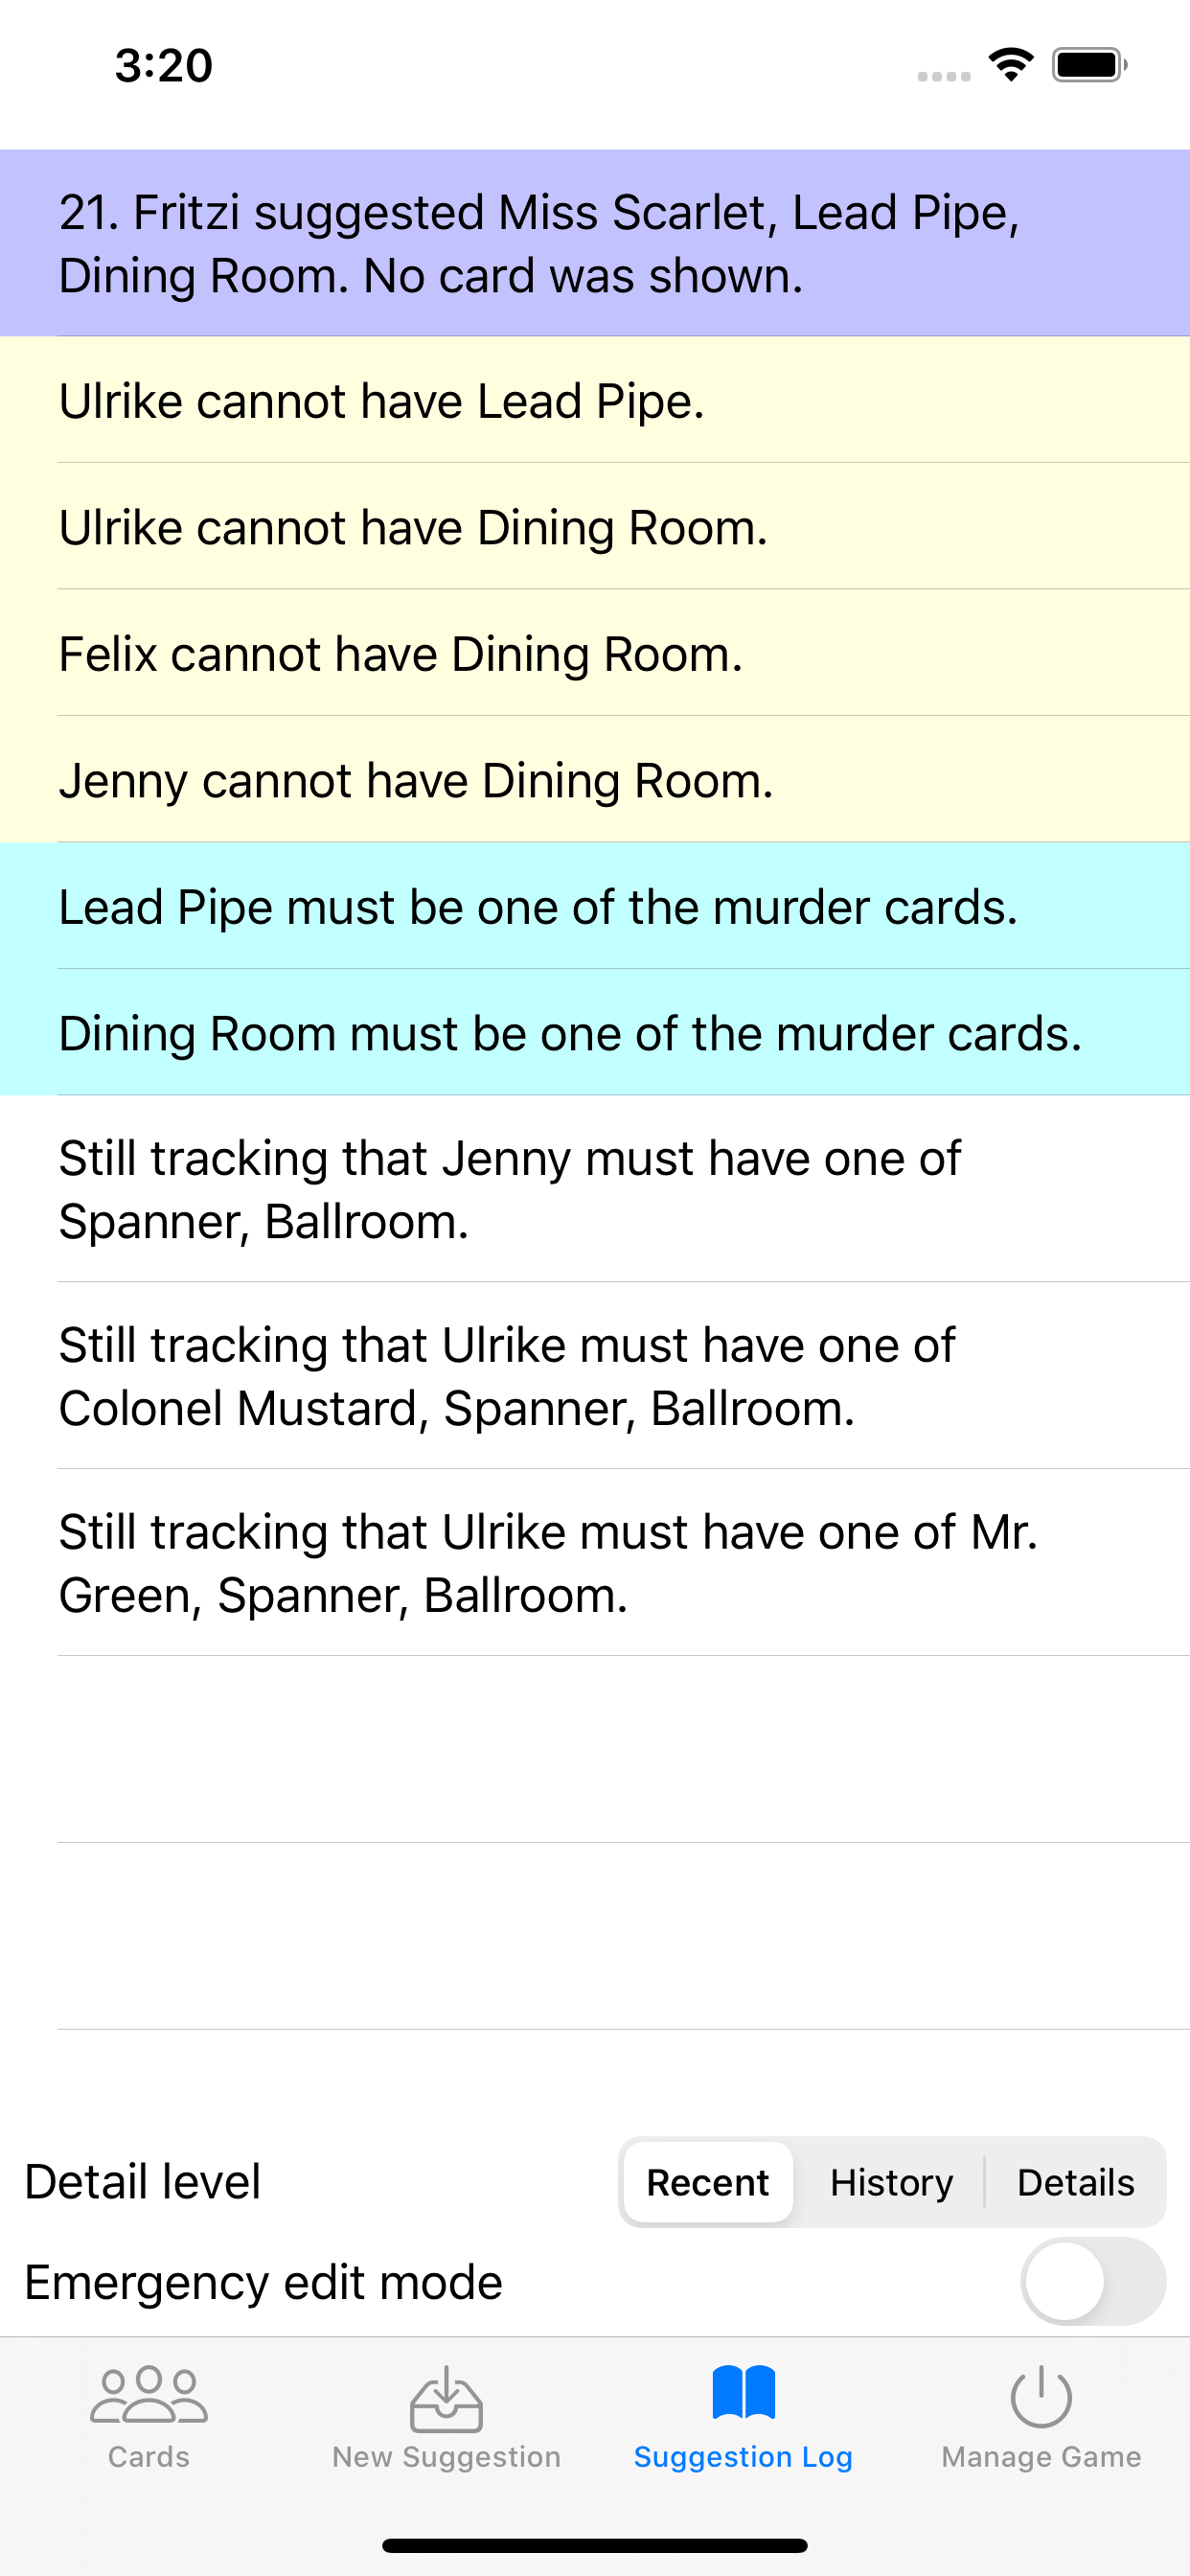 3:20
21. Fritzi suggested Miss Scarlet, Lead Pipe,
Dining Room. No card was shown.
Ulrike cannot have Lead Pipe.
Ulrike cannot have Dining Room.
Felix cannot have Dining Room.
Jenny cannot have Dining Room.
Lead Pipe must be one of the murder cards.
Dining Room must be one of the murder cards.
Still tracking that Jenny must have one of
Spanner, Ballroom.
Still tracking that Ulrike must have one of
Colonel Mustard, Spanner, Ballroom.
Still tracking that Ulrike must have one of Mr.
Green, Spanner, Ballroom.
Detail level Recent History Details
Emergency edit mode
Cards New Suggestion Suggestion Log Manage Game